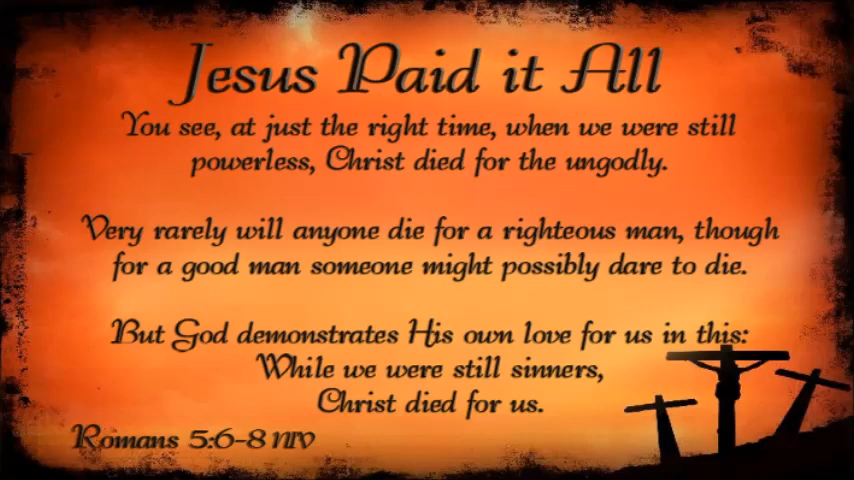 Jesus Paid it All
You see, at just the right time, when we were still
powerless, Christ died for the ungodly.
Very rarely will anyone die for a righteous man, though
for a good man someone might possibly dare to die.
But God demonstrates His own love for us in this:
While we were still sinners,
Christ died for us.
Romans 5:6-8 NIV